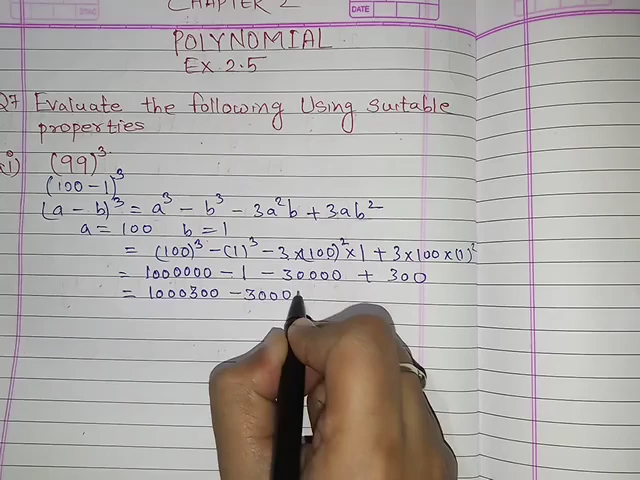 CHAPTER 2
DATE
POLYNOMIAL
EX 2.5
Q7 Evaluate the following Using suitable
properties
(i) (99)³
(100 - 1)³
(a - b)³ = a³ - b³ - 3a²b + 3ab²
a = 100 b = 1
= (100)³ - (1)³ - 3×(100)²×1 + 3×100×(1)²
= 1000000 - 1 - 30000 + 300
= 1000300 - 3000